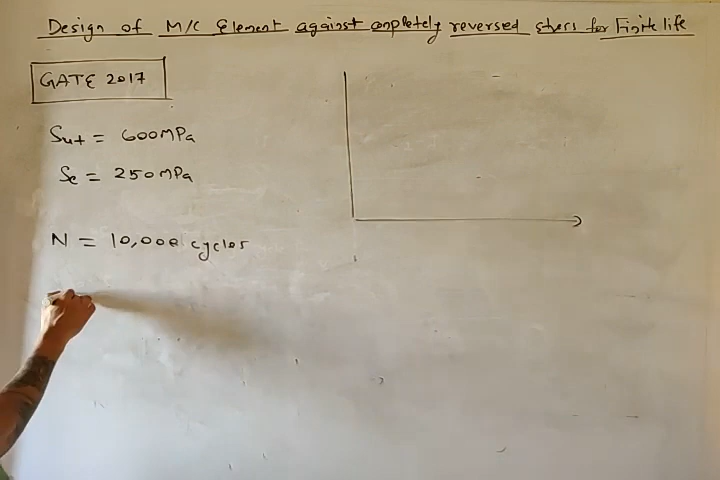 Design of M/C Element against completely reversed stress for Finite life
GATE 2017
Sut = 600MPa
Se = 250MPa
N = 10,000 cycles